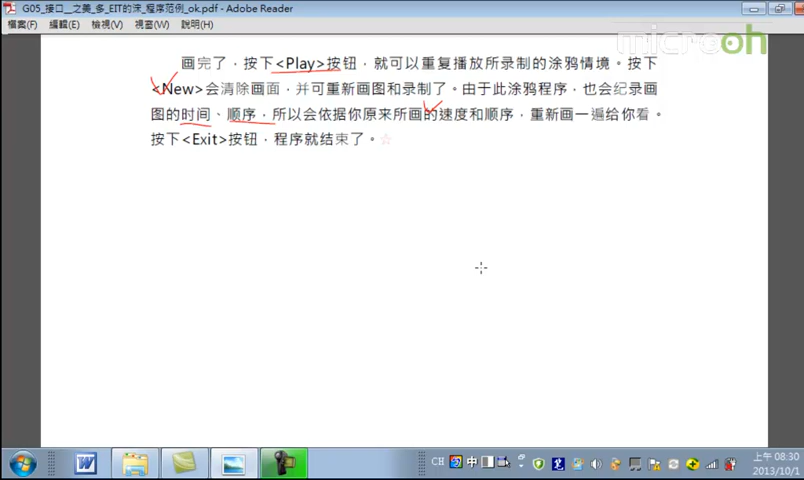 G05_接口__之美_多_EIT的沫_程序范例_ok.pdf - Adobe Reader
檔案(F) 編輯(E) 檢視(V) 視窗(W) 說明(H)
microoh
画完了，按下<Play>按钮，就可以重复播放所录制的涂鸦情境。按下
<New>会清除画面，并可重新画图和录制了。由于此涂鸦程序，也会纪录画
图的时间、顺序，所以会依据你原来所画的速度和顺序，重新画一遍给你看。
按下<Exit>按钮，程序就结束了。☆
CH 中 上午 08:30
2013/10/1